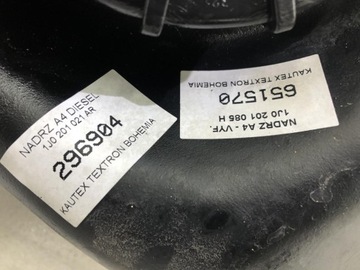 NADRZ A4 DIESEL
1J0 201 021 AR
296904
KAUTEX TEXTRON BOHEMIA
NADRZ A4 - VYF.
1J0 201 085 H
651570
KAUTEX TEXTRON BOHEMIA